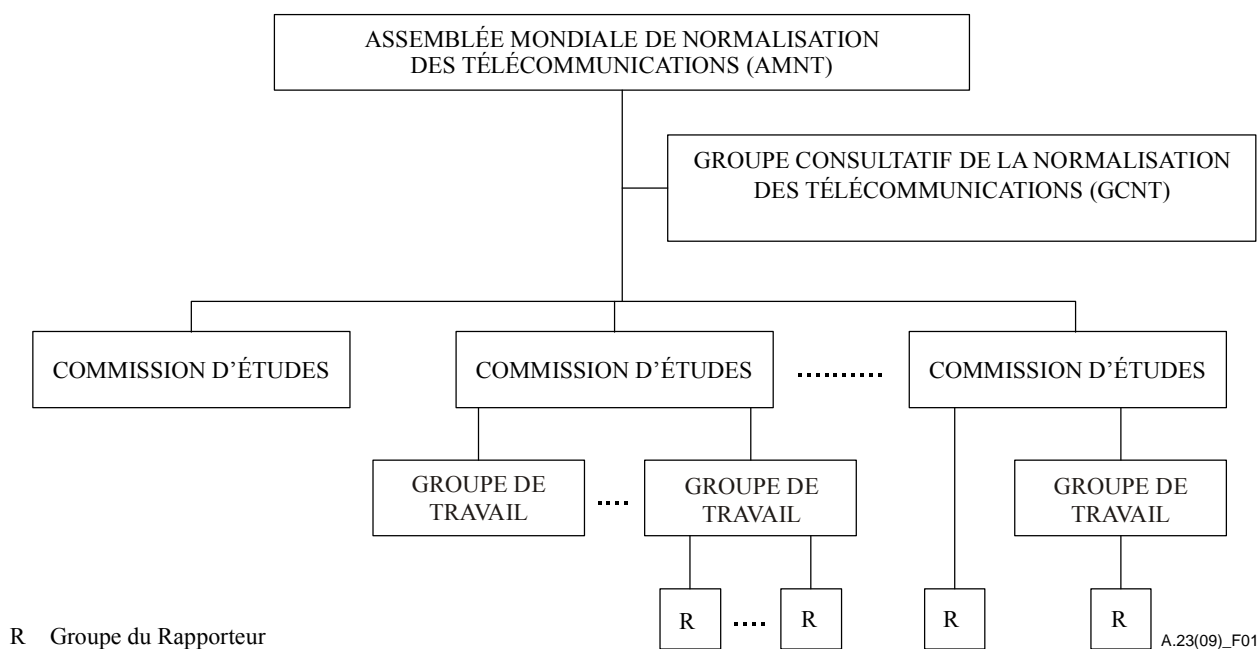 ASSEMBLÉE MONDIALE DE NORMALISATION
DES TÉLÉCOMMUNICATIONS (AMNT)
GROUPE CONSULTATIF DE LA NORMALISATION
DES TÉLÉCOMMUNICATIONS (GCNT)
COMMISSION D'ÉTUDES
COMMISSION D'ÉTUDES
..........
COMMISSION D'ÉTUDES
GROUPE DE
TRAVAIL
....
GROUPE DE
TRAVAIL
GROUPE DE
TRAVAIL
R
....
R
R
R
R Groupe du Rapporteur
A.23(09)_F01